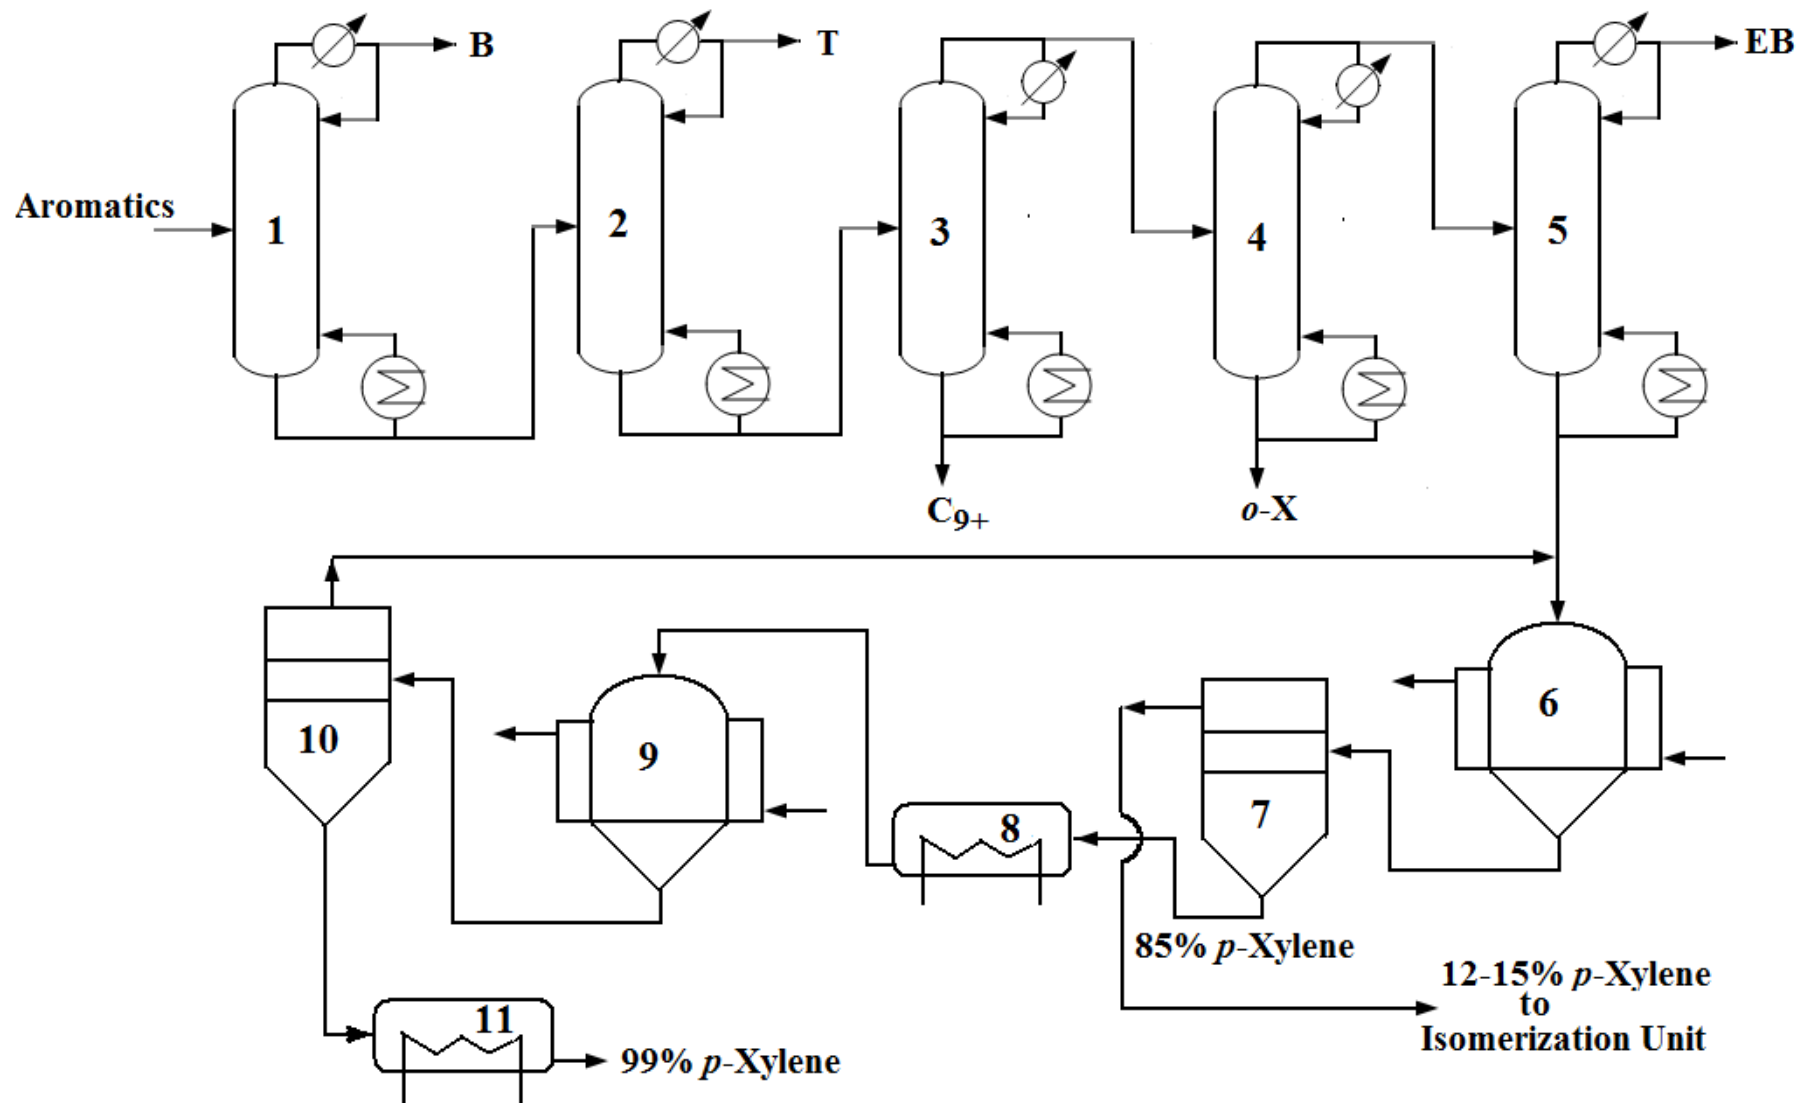 B
T
EB
Aromatics
1
2
3
4
5
C9+
o-X
6
7
8
9
10
11
85% p-Xylene
12-15% p-Xylene
to
Isomerization Unit
99% p-Xylene